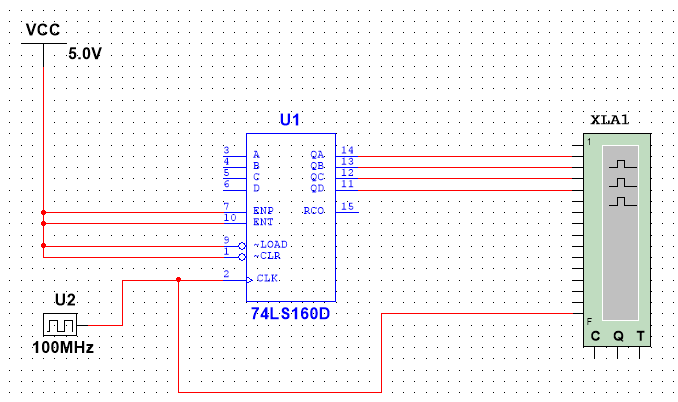 VCC
5.0V
U1
XLA1
3 A QA 14
4 B QB 13
5 C QC 12
6 D QD 11
7 ENP RCO 15
10 ENT
9 ~LOAD
1 ~CLR
2 CLK
74LS160D
U2
100MHz
1
F
C Q T